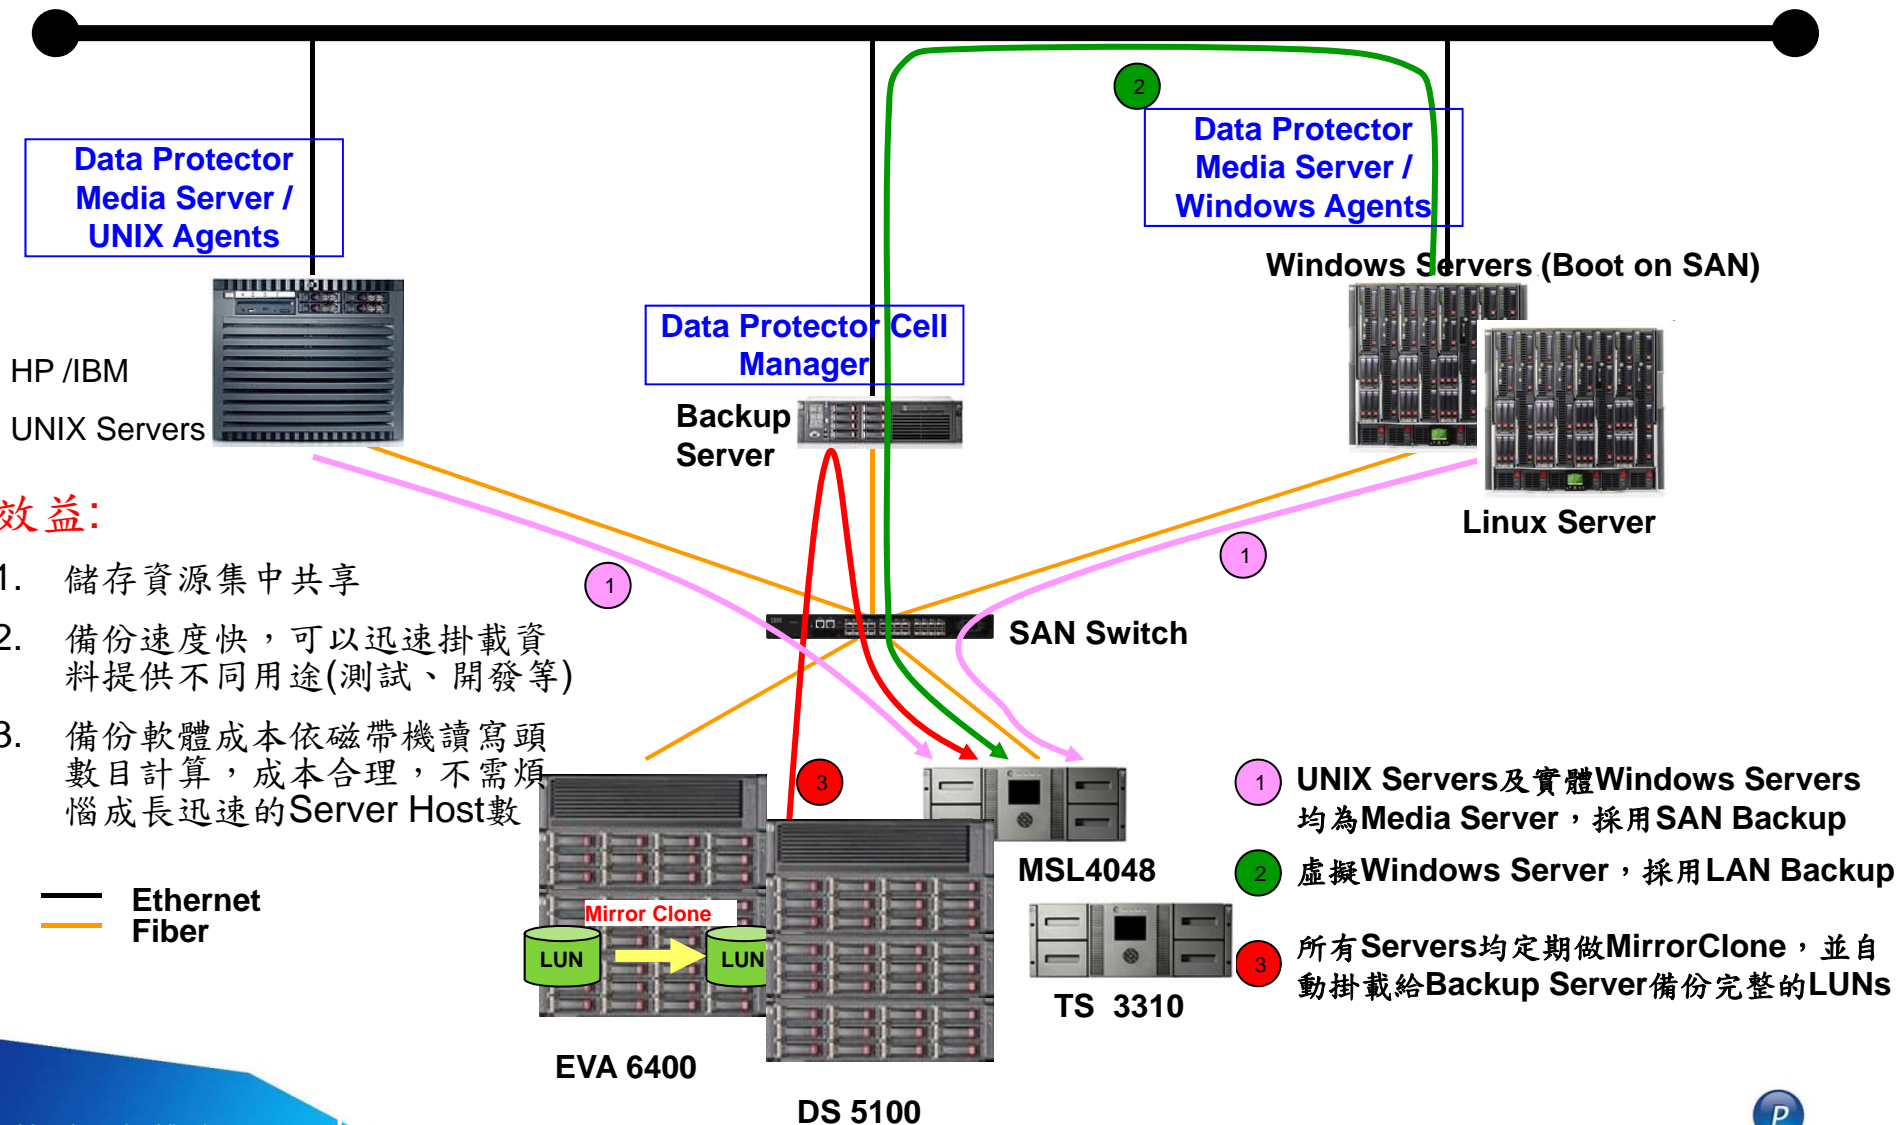 2
Data Protector
Media Server /
UNIX Agents
Data Protector
Media Server /
Windows Agents
Windows Servers (Boot on SAN)
Data Protector Cell
Manager
HP /IBM
UNIX Servers
Backup
Server
Linux Server
效益:
1. 儲存資源集中共享
2. 備份速度快，可以迅速掛載資
料提供不同用途(測試、開發等)
3. 備份軟體成本依磁帶機讀寫頭
數目計算，成本合理，不需煩
惱成長迅速的Server Host數
1
1
SAN Switch
3
Ethernet
Fiber
Mirror Clone
LUN
LUN
MSL4048
TS 3310
EVA 6400
DS 5100
1 UNIX Servers及實體Windows Servers
均為Media Server，採用SAN Backup
2 虛擬Windows Server，採用LAN Backup
3 所有Servers均定期做MirrorClone，並自
動掛載給Backup Server備份完整的LUNs
P